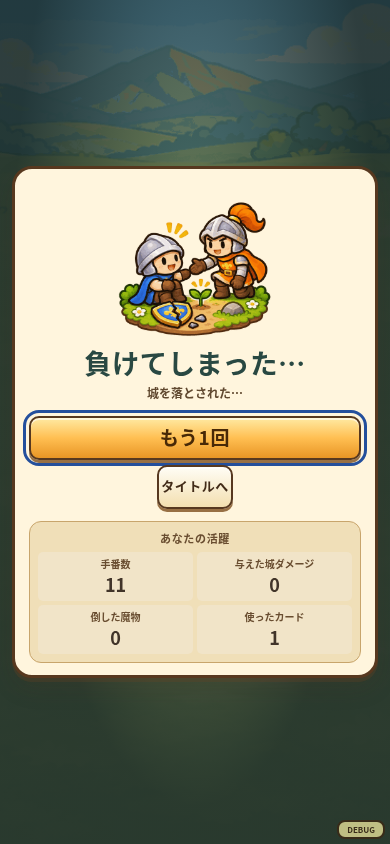 負けてしまった…
城を落とされた…
もう1回
タイトルへ
あなたの活躍
手番数
11
与えた城ダメージ
0
倒した魔物
0
使ったカード
1
DEBUG